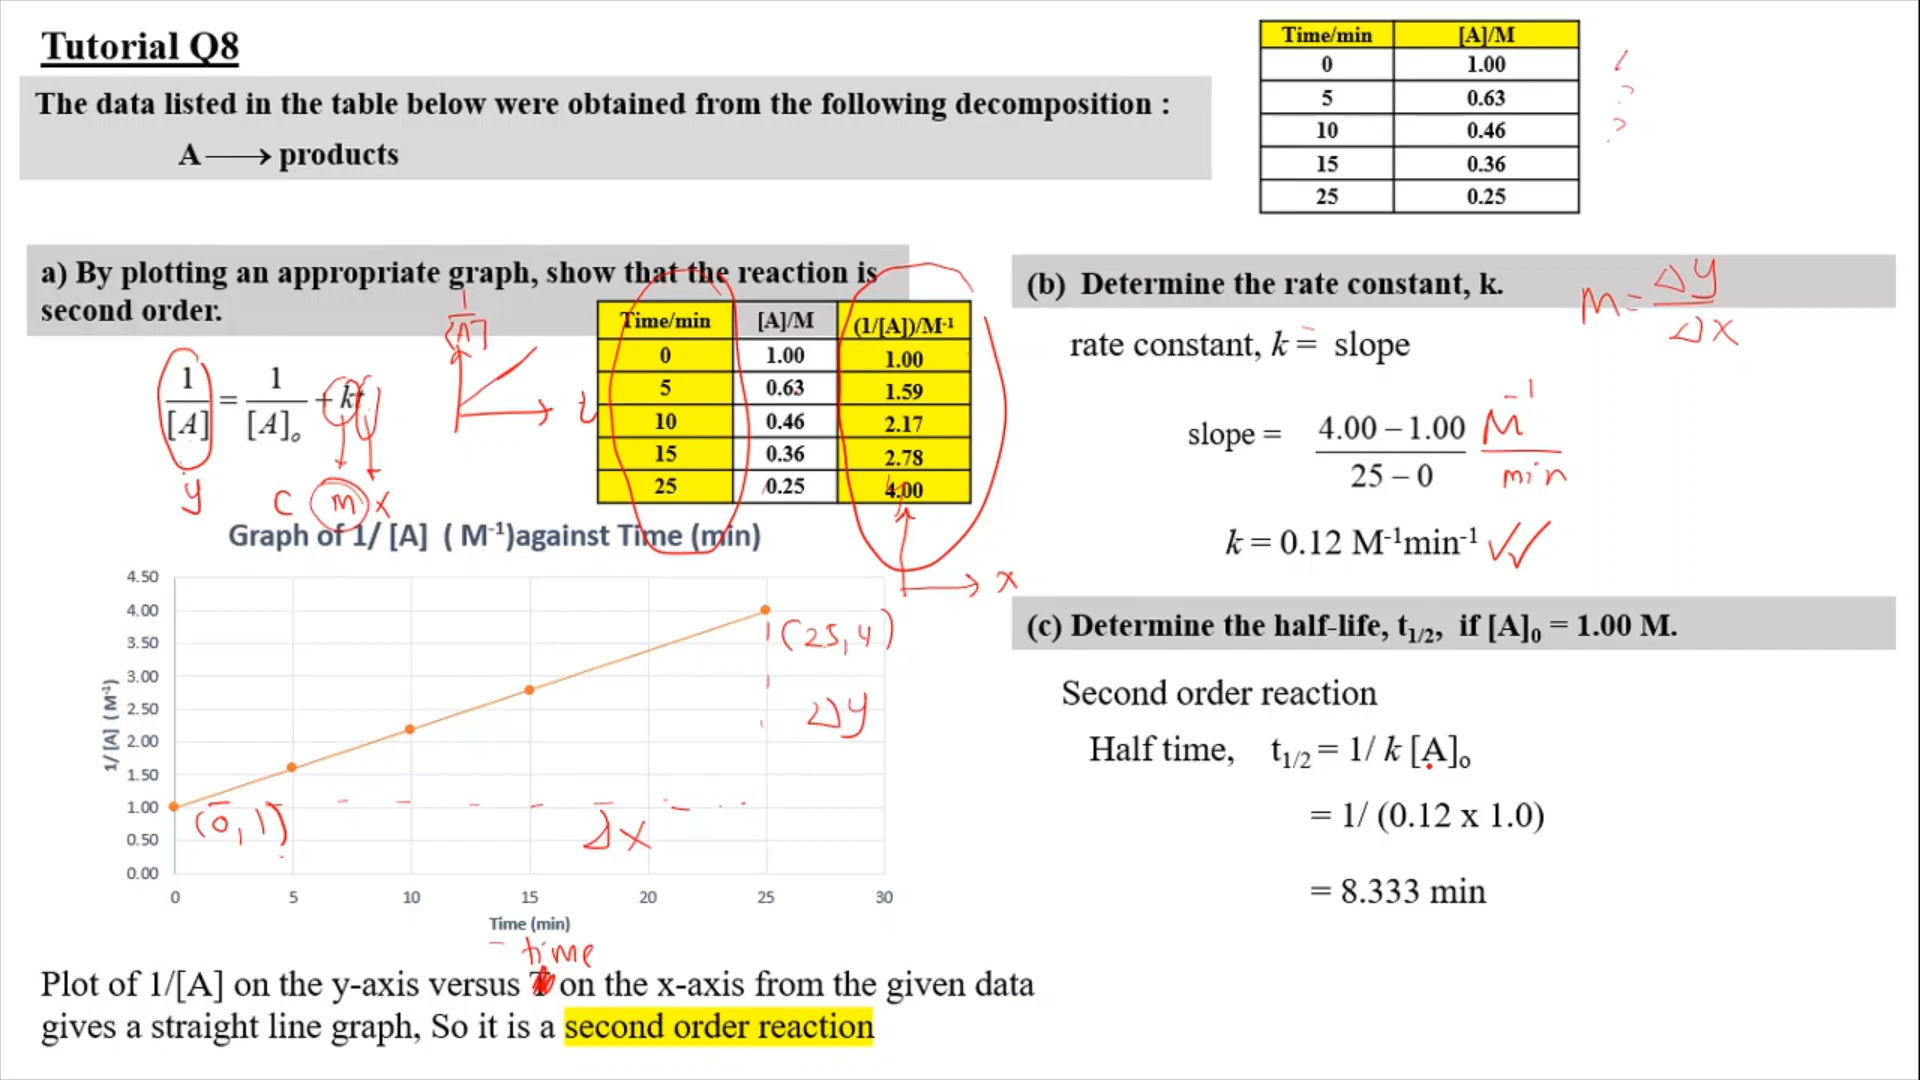 Tutorial Q8
The data listed in the table below were obtained from the following decomposition :
A ⟶ products
Time/min [A]/M
0 1.00
5 0.63
10 0.46
15 0.36
25 0.25
a) By plotting an appropriate graph, show that the reaction is
second order.
1/[A] = 1/[A]o + kt
y C m x
1/[A]
t
Time/min [A]/M (1/[A])/M-1
0 1.00 1.00
5 0.63 1.59
10 0.46 2.17
15 0.36 2.78
25 0.25 4.00
x
Graph of 1/ [A] ( M-1)against Time (min)
1/ [A] ( M-1)
4.50
4.00
3.50
3.00
2.50
2.00
1.50
1.00
0.50
0.00
0 5 10 15 20 25 30
Time (min)
(25,4)
Δy
(0,1)
Δx
time
Plot of 1/[A] on the y-axis versus on the x-axis from the given data
gives a straight line graph, So it is a second order reaction
(b) Determine the rate constant, k.
m = Δy/Δx
rate constant, k = slope
slope = 4.00 – 1.00 M-1
25 – 0 min
k = 0.12 M-1min-1
(c) Determine the half-life, t1/2, if [A]0 = 1.00 M.
Second order reaction
Half time, t1/2 = 1/ k [A]o
= 1/ (0.12 x 1.0)
= 8.333 min